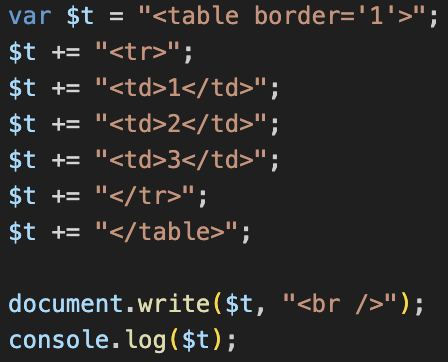 var $t = "<table border='1'>";
$t += "<tr>";
$t += "<td>1</td>";
$t += "<td>2</td>";
$t += "<td>3</td>";
$t += "</tr>";
$t += "</table>";
document.write($t, "<br />");
console.log($t);